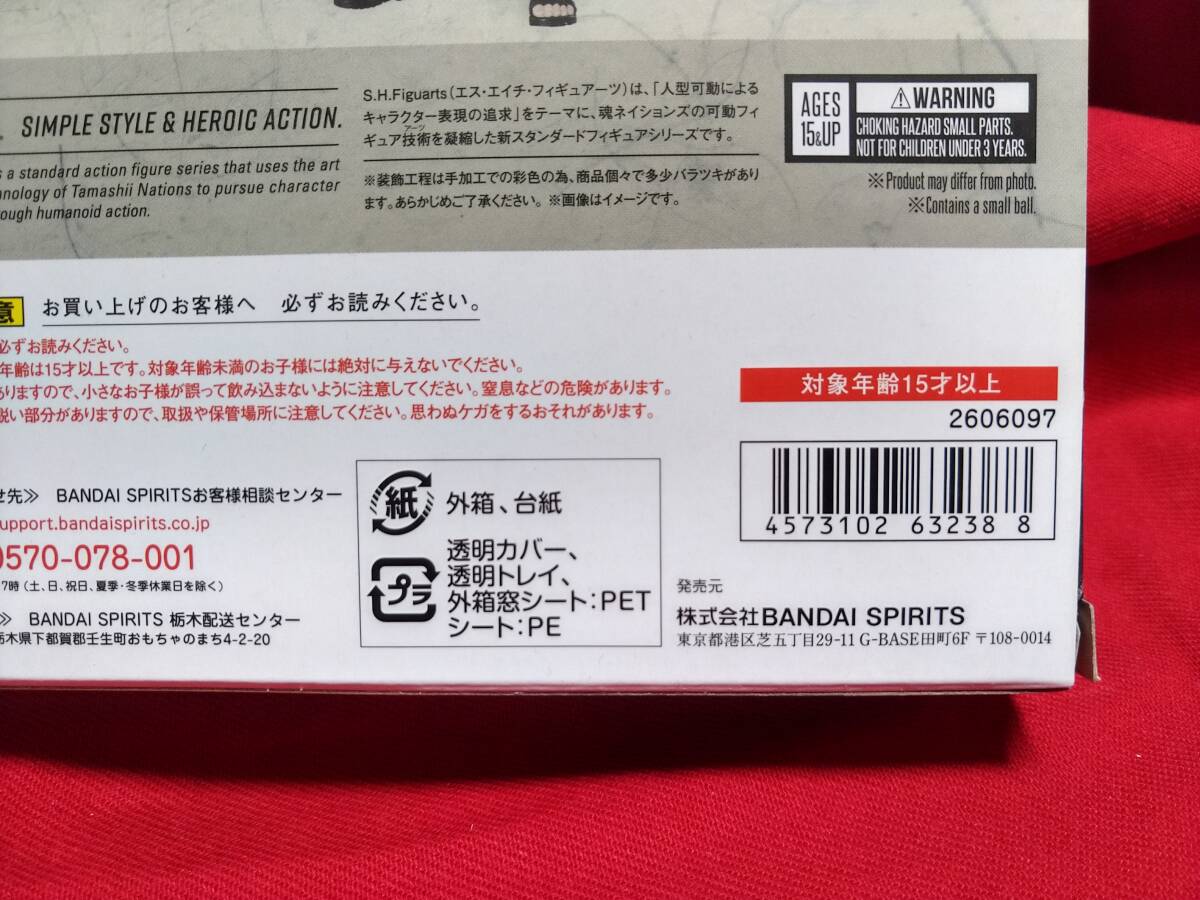 SIMPLE STYLE & HEROIC ACTION.
s a standard action figure series that uses the art
hnology of Tamashii Nations to pursue character
ough humanoid action.
S.H.Figuarts(エス・エイチ・フィギュアーツ)は、「人型可動による
キャラクター表現の追求」をテーマに、魂ネイションズの可動フィ
ギュア技術を凝縮した新スタンダードフィギュアシリーズです。
アーツ
※装飾工程は手加工での彩色の為、商品個々で多少バラツキがあり
ます。あらかじめご了承ください。 ※画像はイメージです。
AGES
15&UP
⚠WARNING
CHOKING HAZARD SMALL PARTS.
NOT FOR CHILDREN UNDER 3 YEARS.
※Product may differ from photo.
※Contains a small ball.
意 お買い上げのお客様へ 必ずお読みください。
必ずお読みください。
年齢は15才以上です。対象年齢未満のお子様には絶対に与えないでください。
ありますので、小さなお子様が誤って飲み込まないように注意してください。窒息などの危険があります。
鋭い部分がありますので、取扱や保管場所に注意してください。思わぬケガをするおそれがあります。
せ先≫ BANDAI SPIRITSお客様相談センター
upport.bandaispirits.co.jp
0570-078-001
7時(土、日、祝日、夏季・冬季休業日を除く)
≫ BANDAI SPIRITS 栃木配送センター
栃木県下都賀郡壬生町おもちゃのまち4-2-20
紙 外箱、台紙
プラ 透明カバー、
透明トレイ、
外箱窓シート:PET
シート:PE
対象年齢15才以上
2606097
4573102 63238 8
発売元
株式会社BANDAI SPIRITS
東京都港区芝五丁目29-11 G-BASE田町6F 〒108-0014